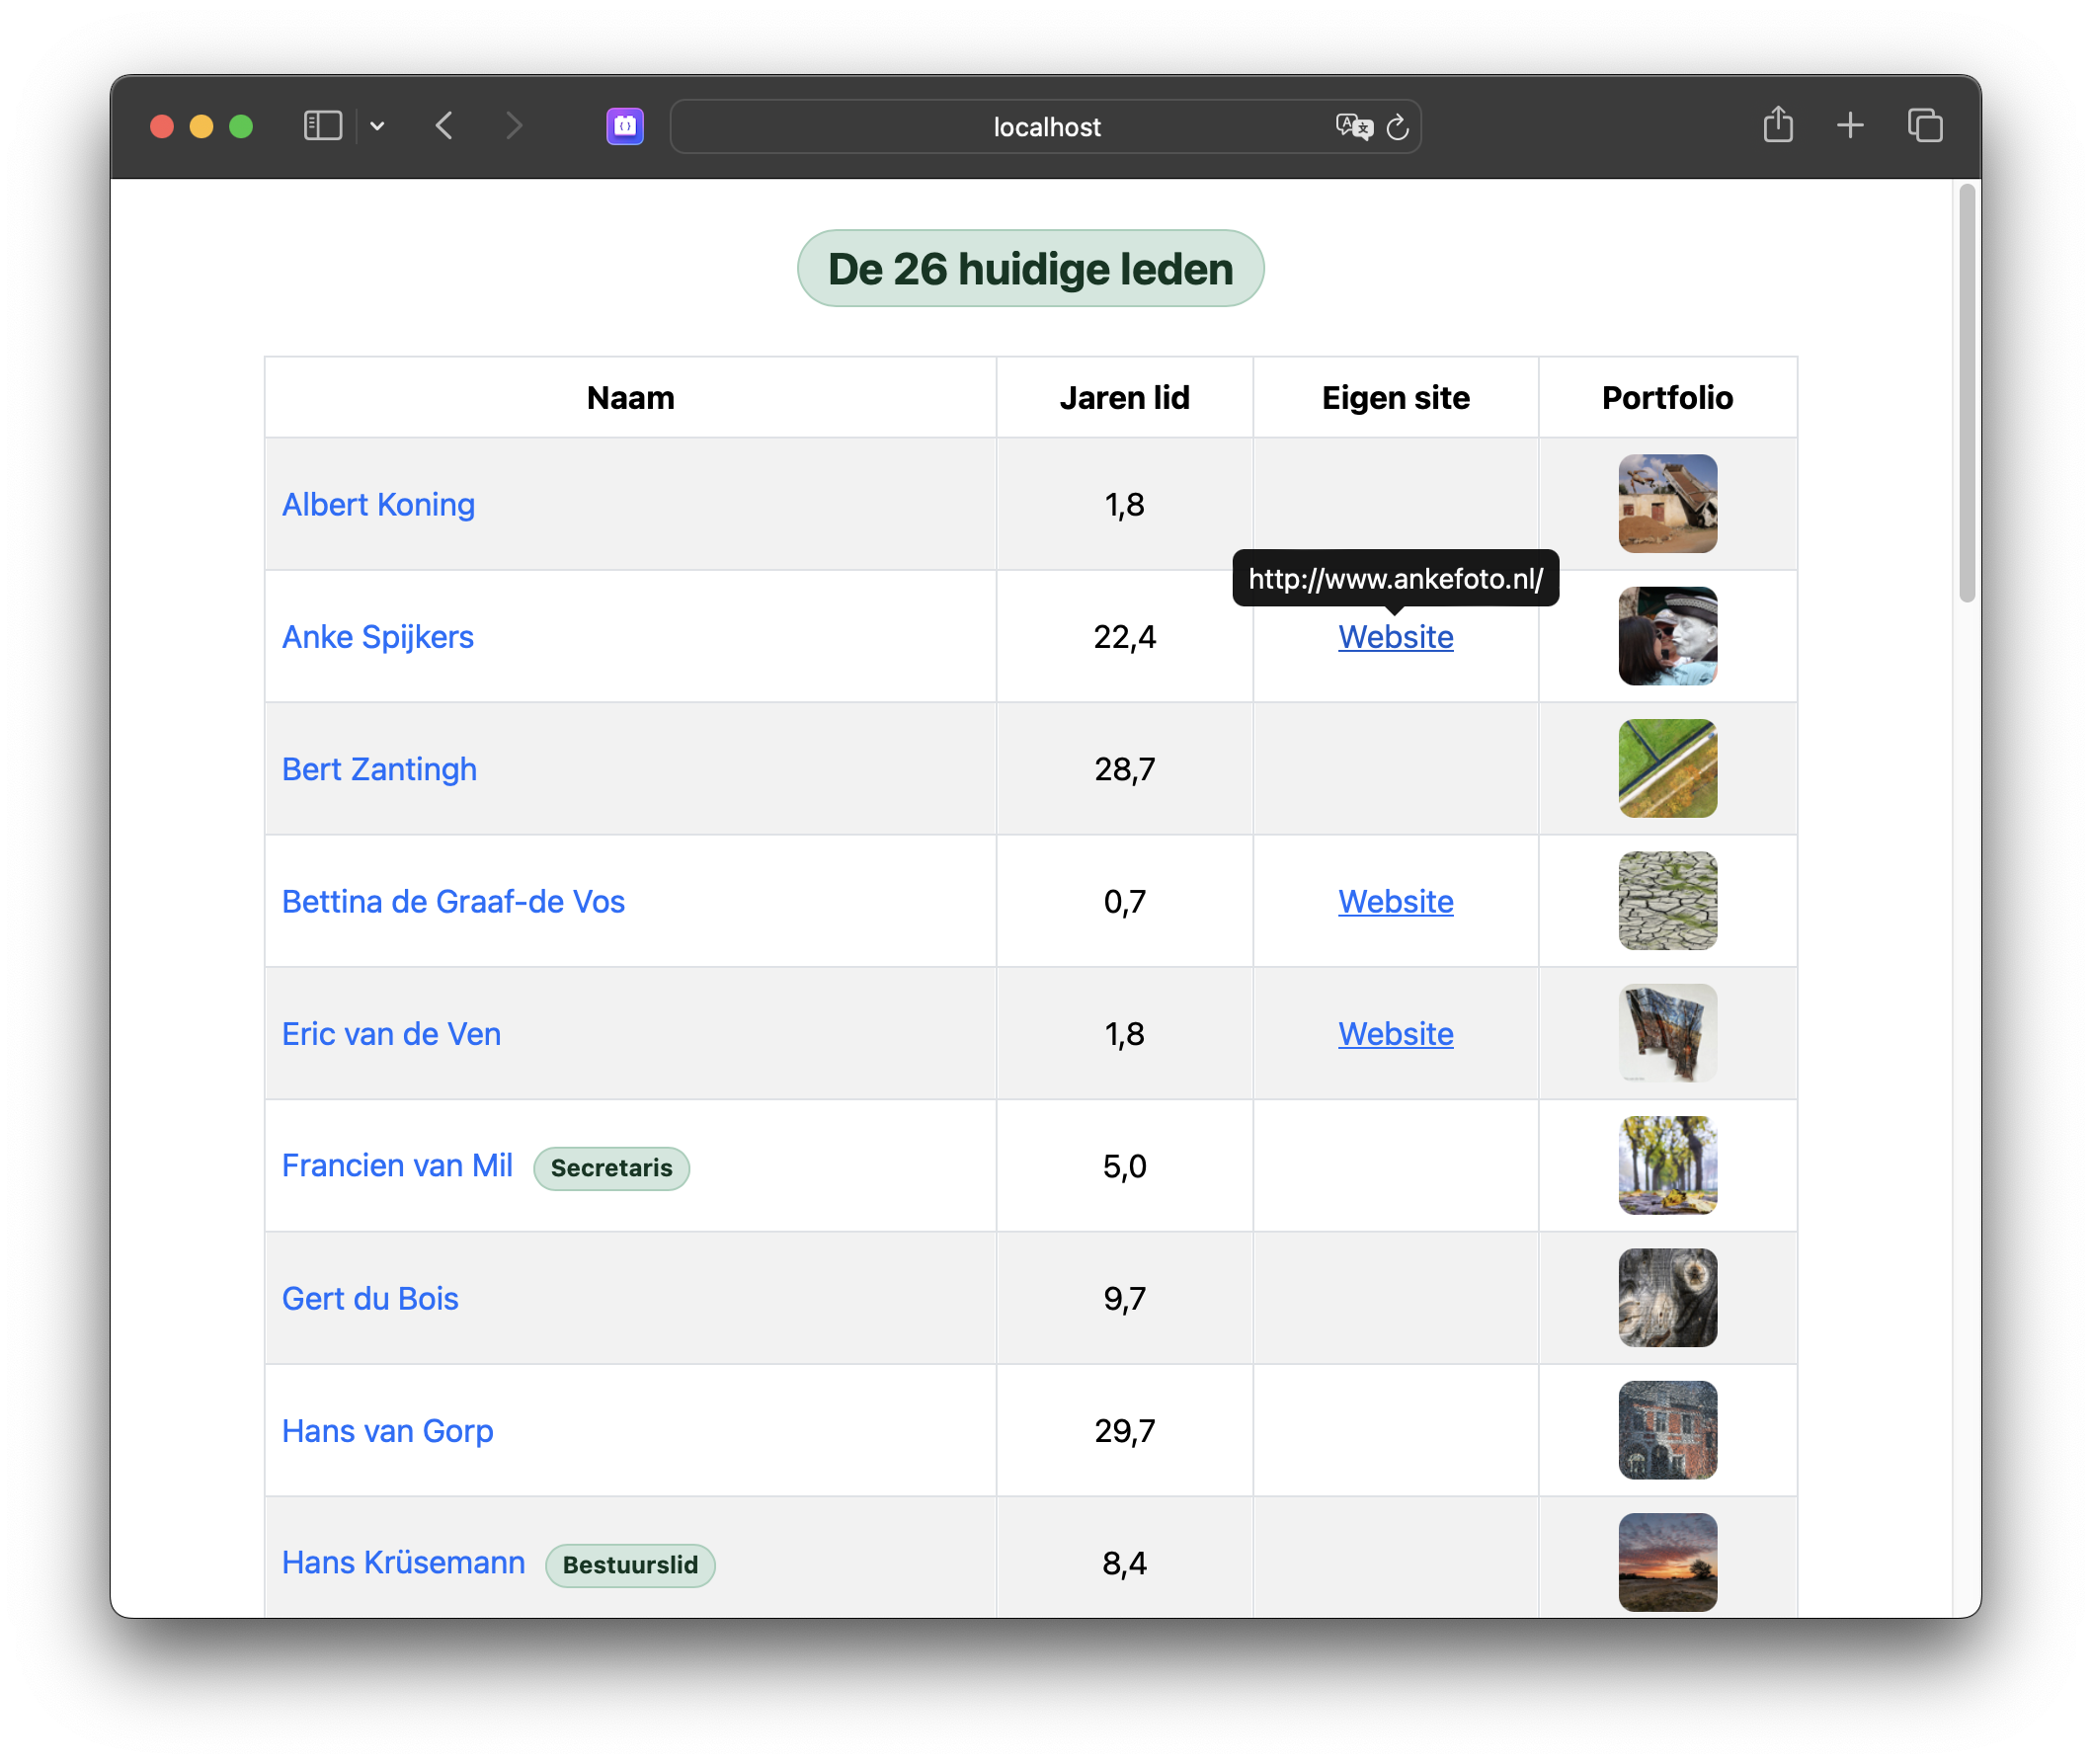 localhost
De 26 huidige leden
Naam Jaren lid Eigen site Portfolio
Albert Koning 1,8
http://www.ankefoto.nl/
Anke Spijkers 22,4 Website
Bert Zantingh 28,7
Bettina de Graaf-de Vos 0,7 Website
Eric van de Ven 1,8 Website
Francien van Mil Secretaris 5,0
Gert du Bois 9,7
Hans van Gorp 29,7
Hans Krüsemann Bestuurslid 8,4